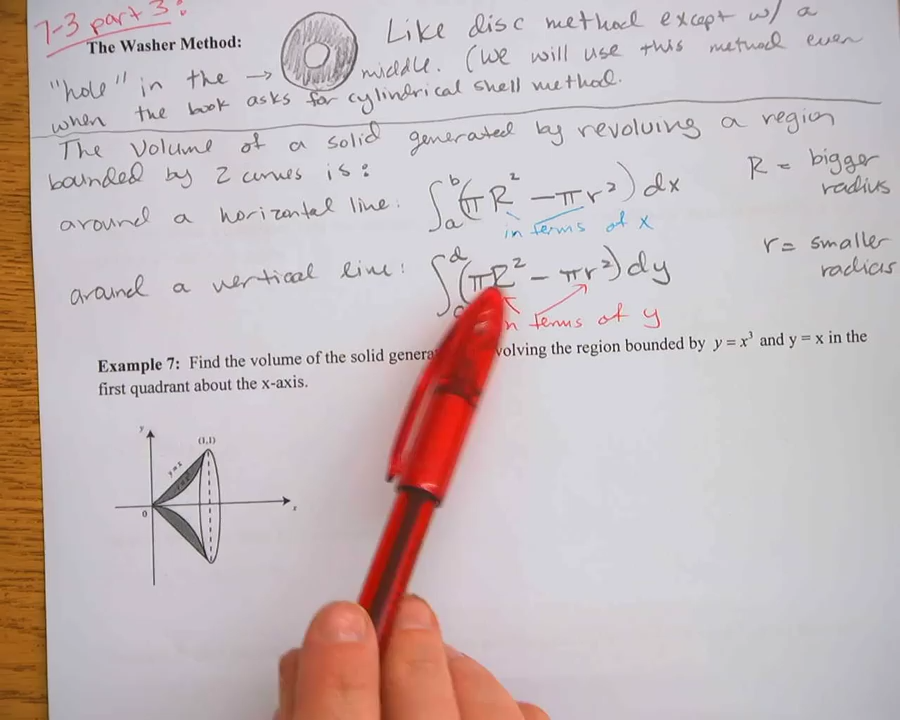 7-3 part 3:
The Washer Method:
Like disc method except w/ a
"hole" in the → middle. (We will use this method even
when the book asks for cylindrical shell method.
The volume of a solid generated by revolving a region
bounded by 2 curves is:
around a horizontal line: ∫ₐᵇ (πR² − πr²) dx
in terms of x
R = bigger
radius
around a vertical line: ∫ᵈ (πR² − πr²) dy
terms of y
r = smaller
radius
Example 7: Find the volume of the solid the region bounded by y = x³ and y = x in the
first quadrant about the x-axis.
y
(1,1)
y = x
0
x